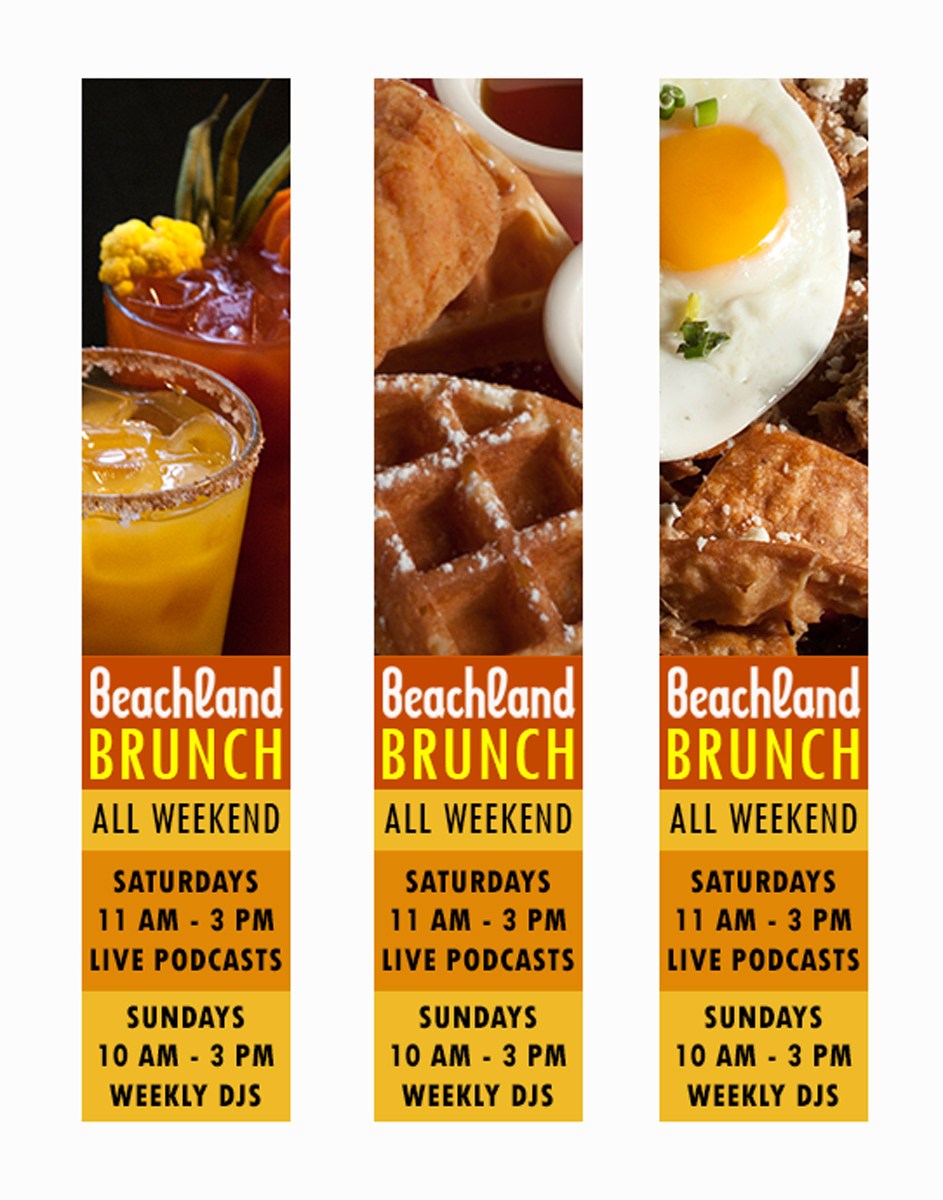 Beachland
BRUNCH
ALL WEEKEND
SATURDAYS
11 AM - 3 PM
LIVE PODCASTS
SUNDAYS
10 AM - 3 PM
WEEKLY DJS
Beachland
BRUNCH
ALL WEEKEND
SATURDAYS
11 AM - 3 PM
LIVE PODCASTS
SUNDAYS
10 AM - 3 PM
WEEKLY DJS
Beachland
BRUNCH
ALL WEEKEND
SATURDAYS
11 AM - 3 PM
LIVE PODCASTS
SUNDAYS
10 AM - 3 PM
WEEKLY DJS